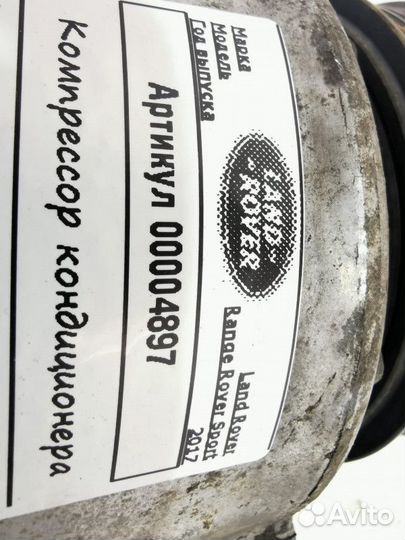 Марка Land Rover
Модель Range Rover Sport
Год выпуска 2017
LAND
ROVER
Артикул 00004897
Компрессор кондиционера
Avito